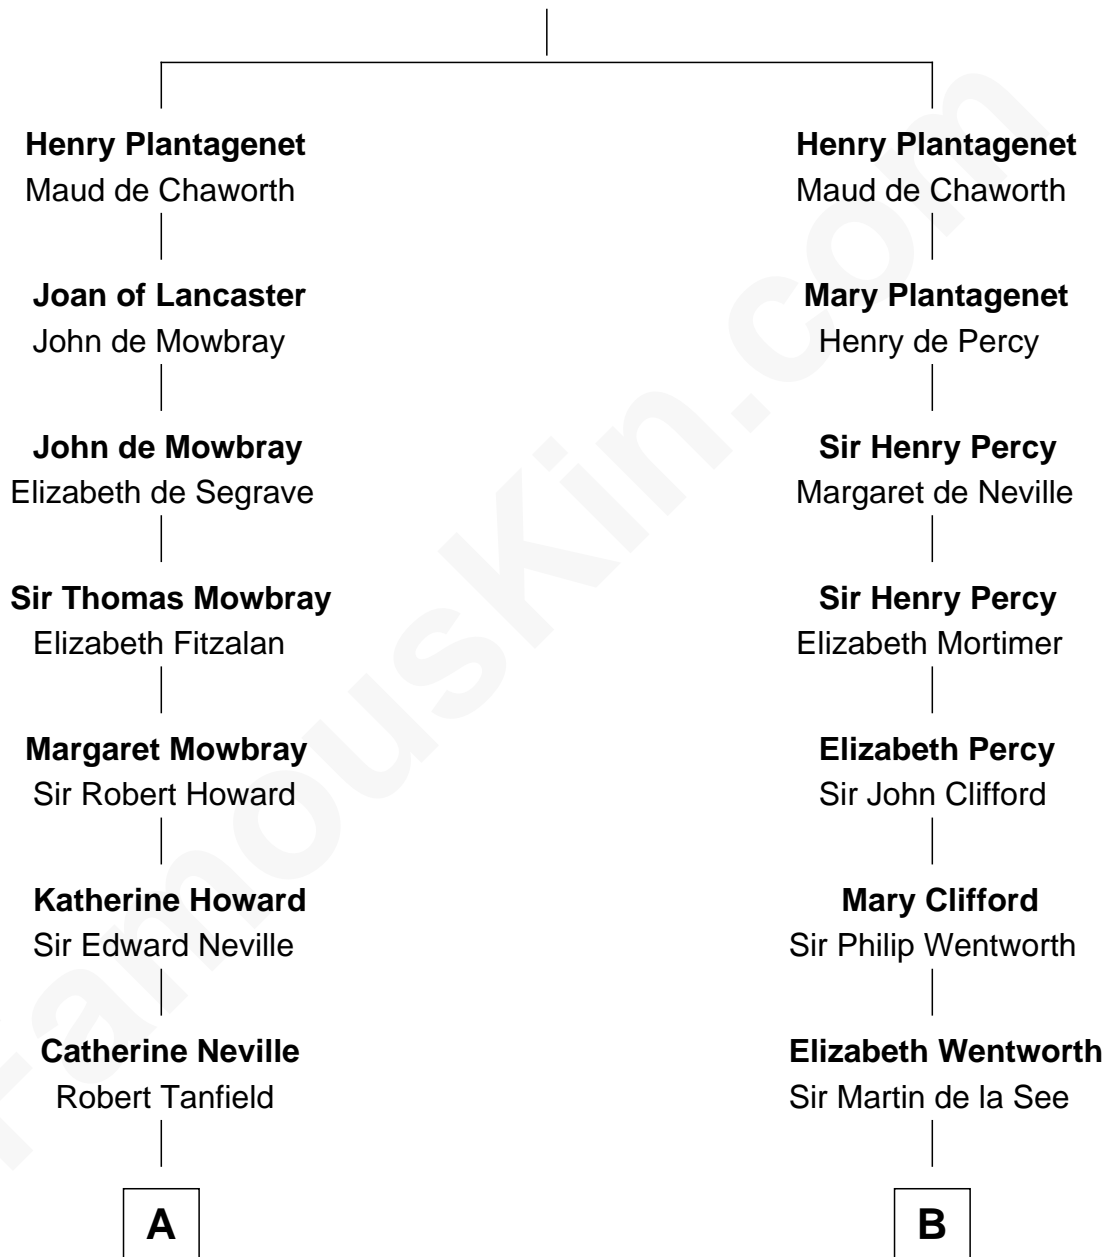 Henry Plantagenet
Maud de Chaworth
Joan of Lancaster
John de Mowbray
John de Mowbray
Elizabeth de Segrave
Sir Thomas Mowbray
Elizabeth Fitzalan
Margaret Mowbray
Sir Robert Howard
Katherine Howard
Sir Edward Neville
Catherine Neville
Robert Tanfield
A
Henry Plantagenet
Maud de Chaworth
Mary Plantagenet
Henry de Percy
Sir Henry Percy
Margaret de Neville
Sir Henry Percy
Elizabeth Mortimer
Elizabeth Percy
Sir John Clifford
Mary Clifford
Sir Philip Wentworth
Elizabeth Wentworth
Sir Martin de la See
B
FamousKin.com